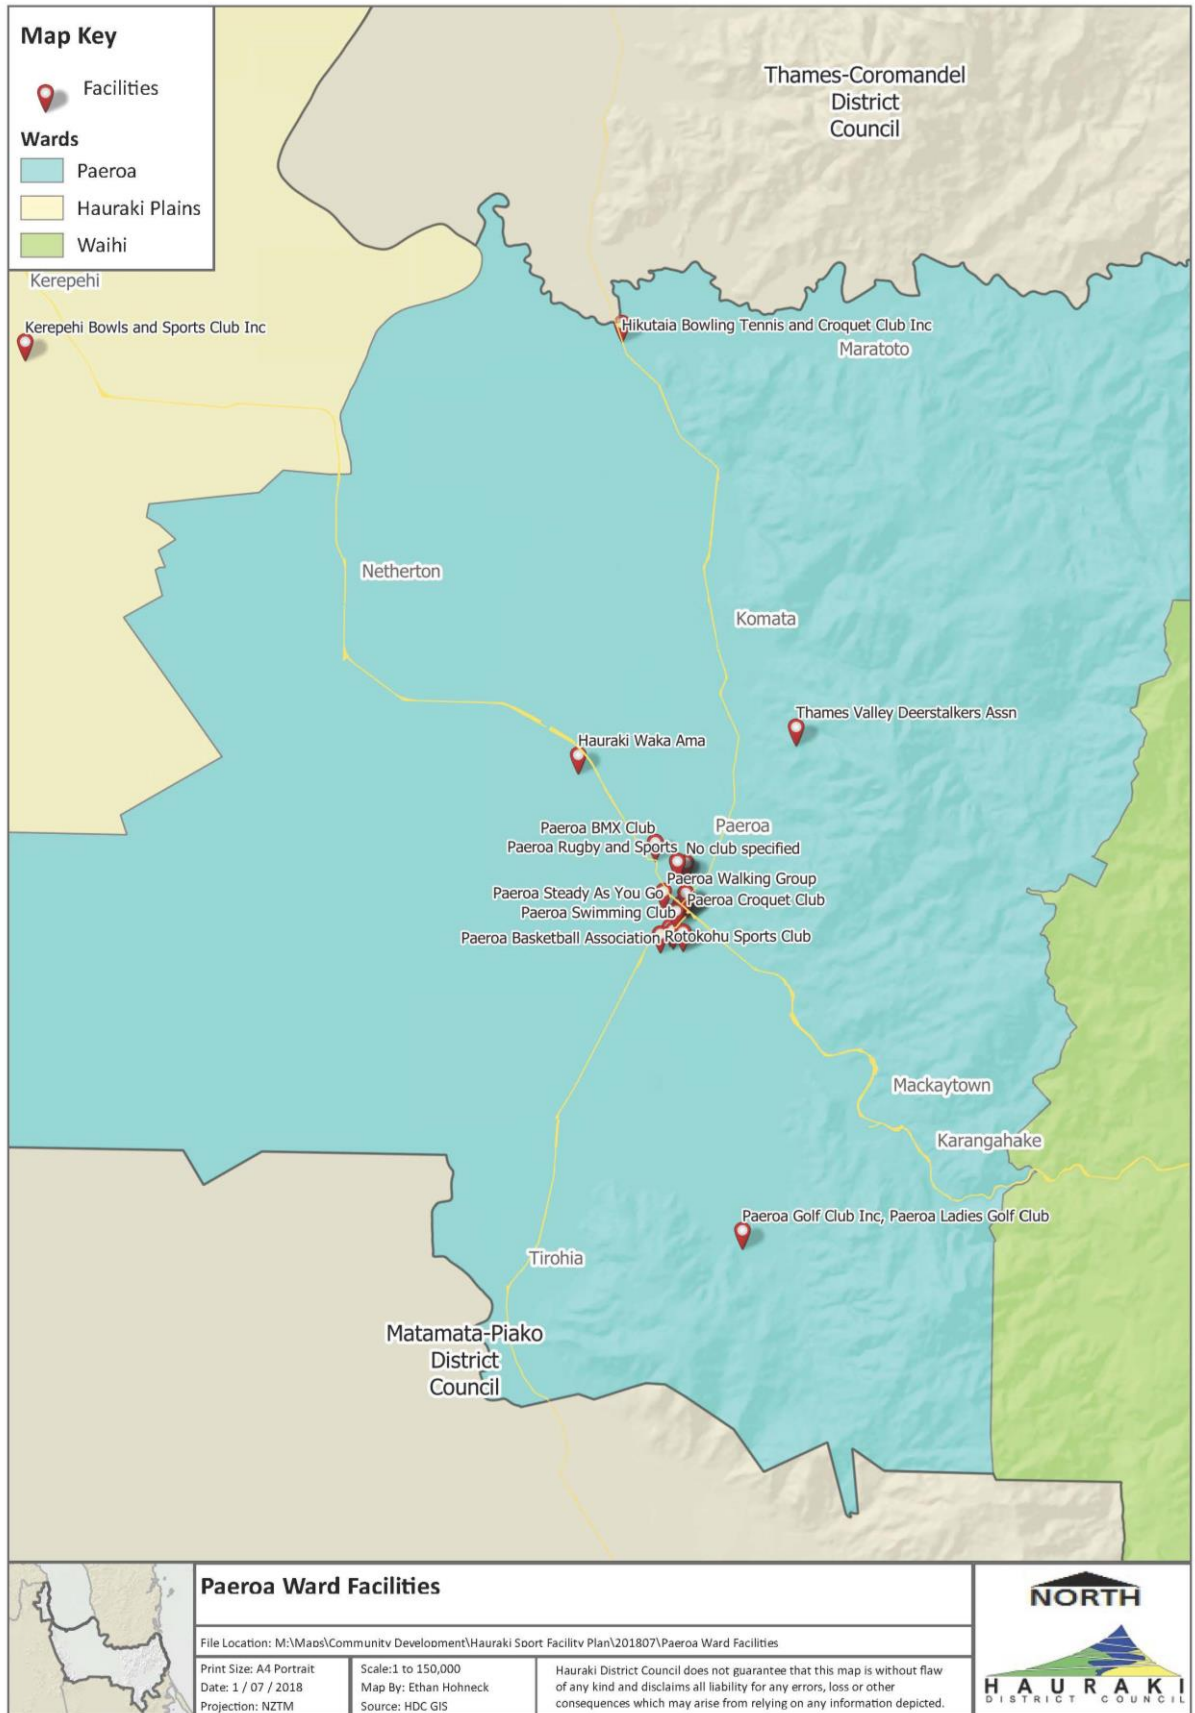 Map Key
Facilities
Wards
Paeroa
Hauraki Plains
Waihi
Thames-Coromandel
District
Council
Kerepehi
Kerepehi Bowls and Sports Club Inc
Hikutaia Bowling Tennis and Croquet Club Inc
Maratoto
Netherton
Komata
Thames Valley Deerstalkers Assn
Hauraki Waka Ama
Paeroa BMX Club
Paeroa
Paeroa Rugby and Sports
No club specified
Paeroa Walking Group
Paeroa Steady As You Go
Paeroa Croquet Club
Paeroa Swimming Club
Paeroa Basketball Association
Rotokohu Sports Club
Mackaytown
Karangahake
Paeroa Golf Club Inc, Paeroa Ladies Golf Club
Tirohia
Matamata-Piako
District
Council
Paeroa Ward Facilities
File Location: M:\Maps\Community Development\Hauraki Sport Facility Plan\201807\Paeroa Ward Facilities
Print Size: A4 Portrait
Date: 1 / 07 / 2018
Projection: NZTM
Scale:1 to 150,000
Map By: Ethan Hohneck
Source: HDC GIS
Hauraki District Council does not guarantee that this map is without flaw
of any kind and disclaims all liability for any errors, loss or other
consequences which may arise from relying on any information depicted.
NORTH
HAURAKI
DISTRICT COUNCIL